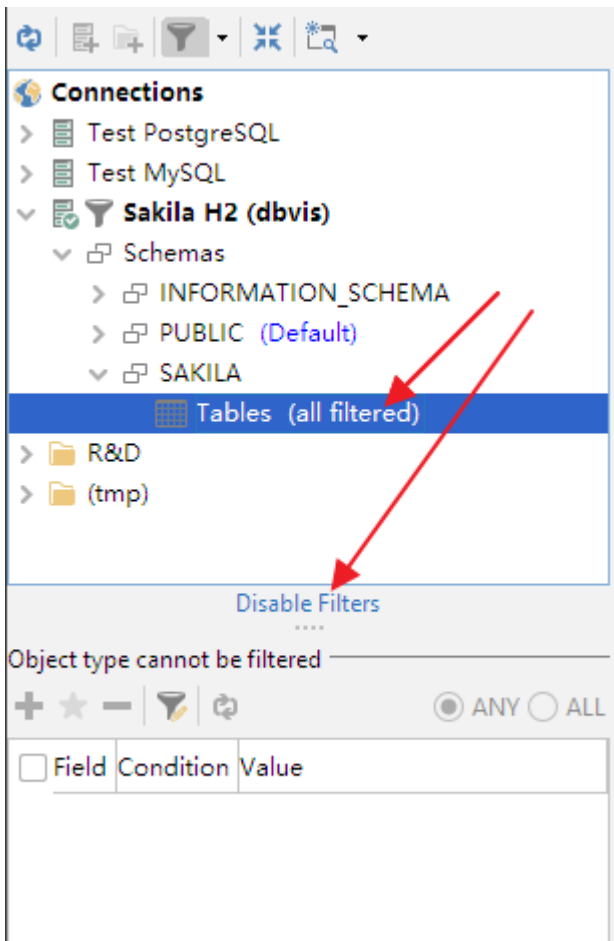 Connections
Test PostgreSQL
Test MySQL
Sakila H2 (dbvis)
Schemas
INFORMATION_SCHEMA
PUBLIC (Default)
SAKILA
Tables (all filtered)
R&D
(tmp)
Disable Filters
Object type cannot be filtered
ANY ALL
Field Condition Value